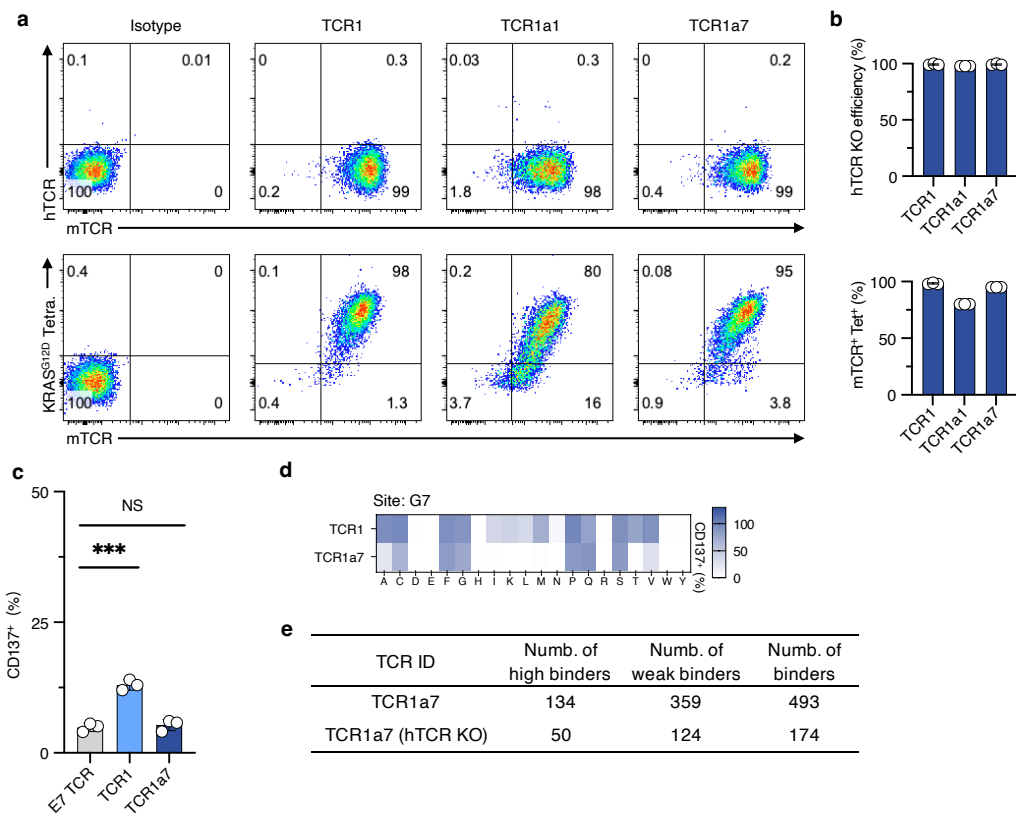 a
Isotype
TCR1
TCR1a1
TCR1a7
hTCR
0.1
0.01
100
0
0
0.3
0.2
99
0.03
0.3
1.8
98
0
0.2
0.4
99
mTCR
KRASG12D Tetra.
0.4
0
100
0
0.1
98
0.4
1.3
0.2
80
3.7
16
0.08
95
0.9
3.8
mTCR
b
hTCR KO efficiency (%)
100
50
0
TCR1
TCR1a1
TCR1a7
mTCR+ Tet+ (%)
100
50
0
TCR1
TCR1a1
TCR1a7
c
CD137+ (%)
50
25
0
NS
***
E7 TCR
TCR1
TCR1a7
d
Site: G7
TCR1
TCR1a7
A C D E F G H I K L M N P Q R S T V W Y
CD137+ (%)
100
50
0
e
TCR ID
Numb. of high binders
Numb. of weak binders
Numb. of binders
TCR1a7 134 359 493
TCR1a7 (hTCR KO) 50 124 174